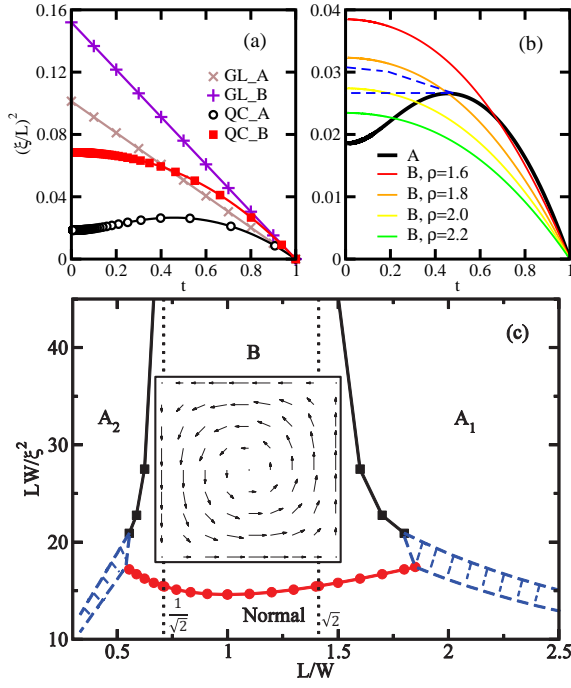 0.16
0.12
0.08
0.04
0
(ξ/L)²
(a)
GL_A
GL_B
QC_A
QC_B
0 0.2 0.4 0.6 0.8 1
t
0.04
0.03
0.02
0.01
0
(b)
A
B, ρ=1.6
B, ρ=1.8
B, ρ=2.0
B, ρ=2.2
0 0.2 0.4 0.6 0.8 1
t
(c)
40
30
20
10
LW/ξ²
B
A₂
A₁
1/√2
√2
Normal
0.5 1 1.5 2 2.5
L/W